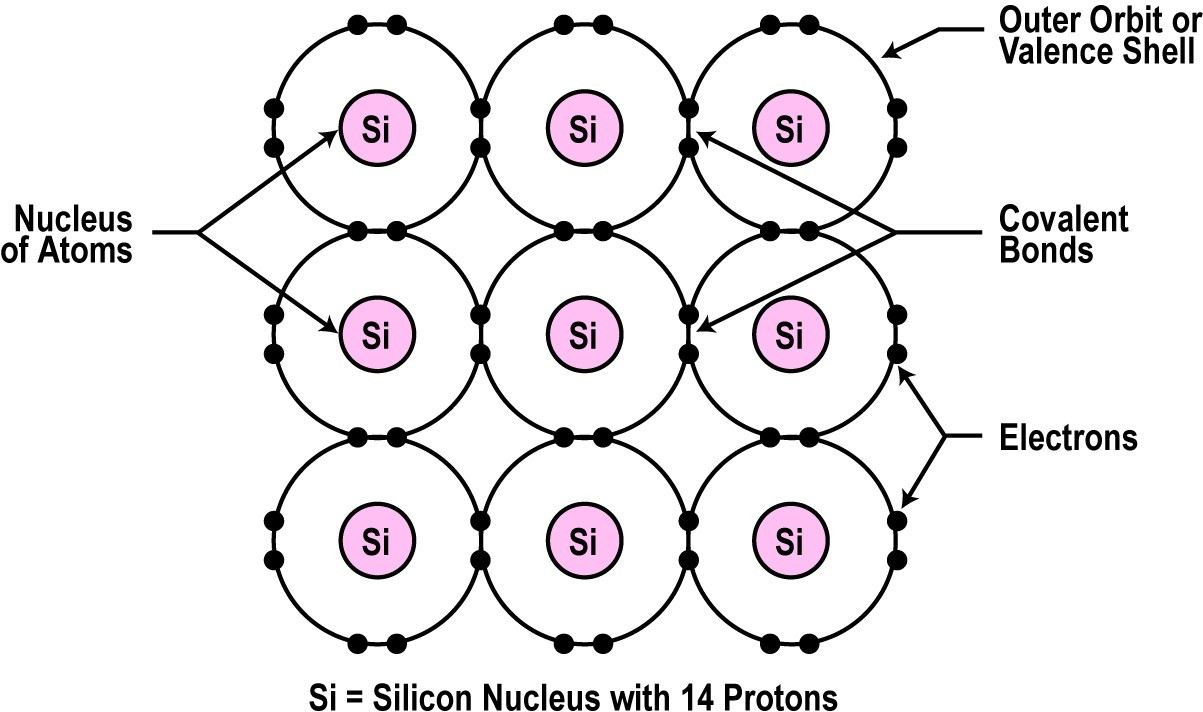 Outer Orbit or
Valence Shell
Si Si Si
Nucleus
of Atoms
Covalent
Bonds
Si Si Si
Electrons
Si Si Si
Si = Silicon Nucleus with 14 Protons